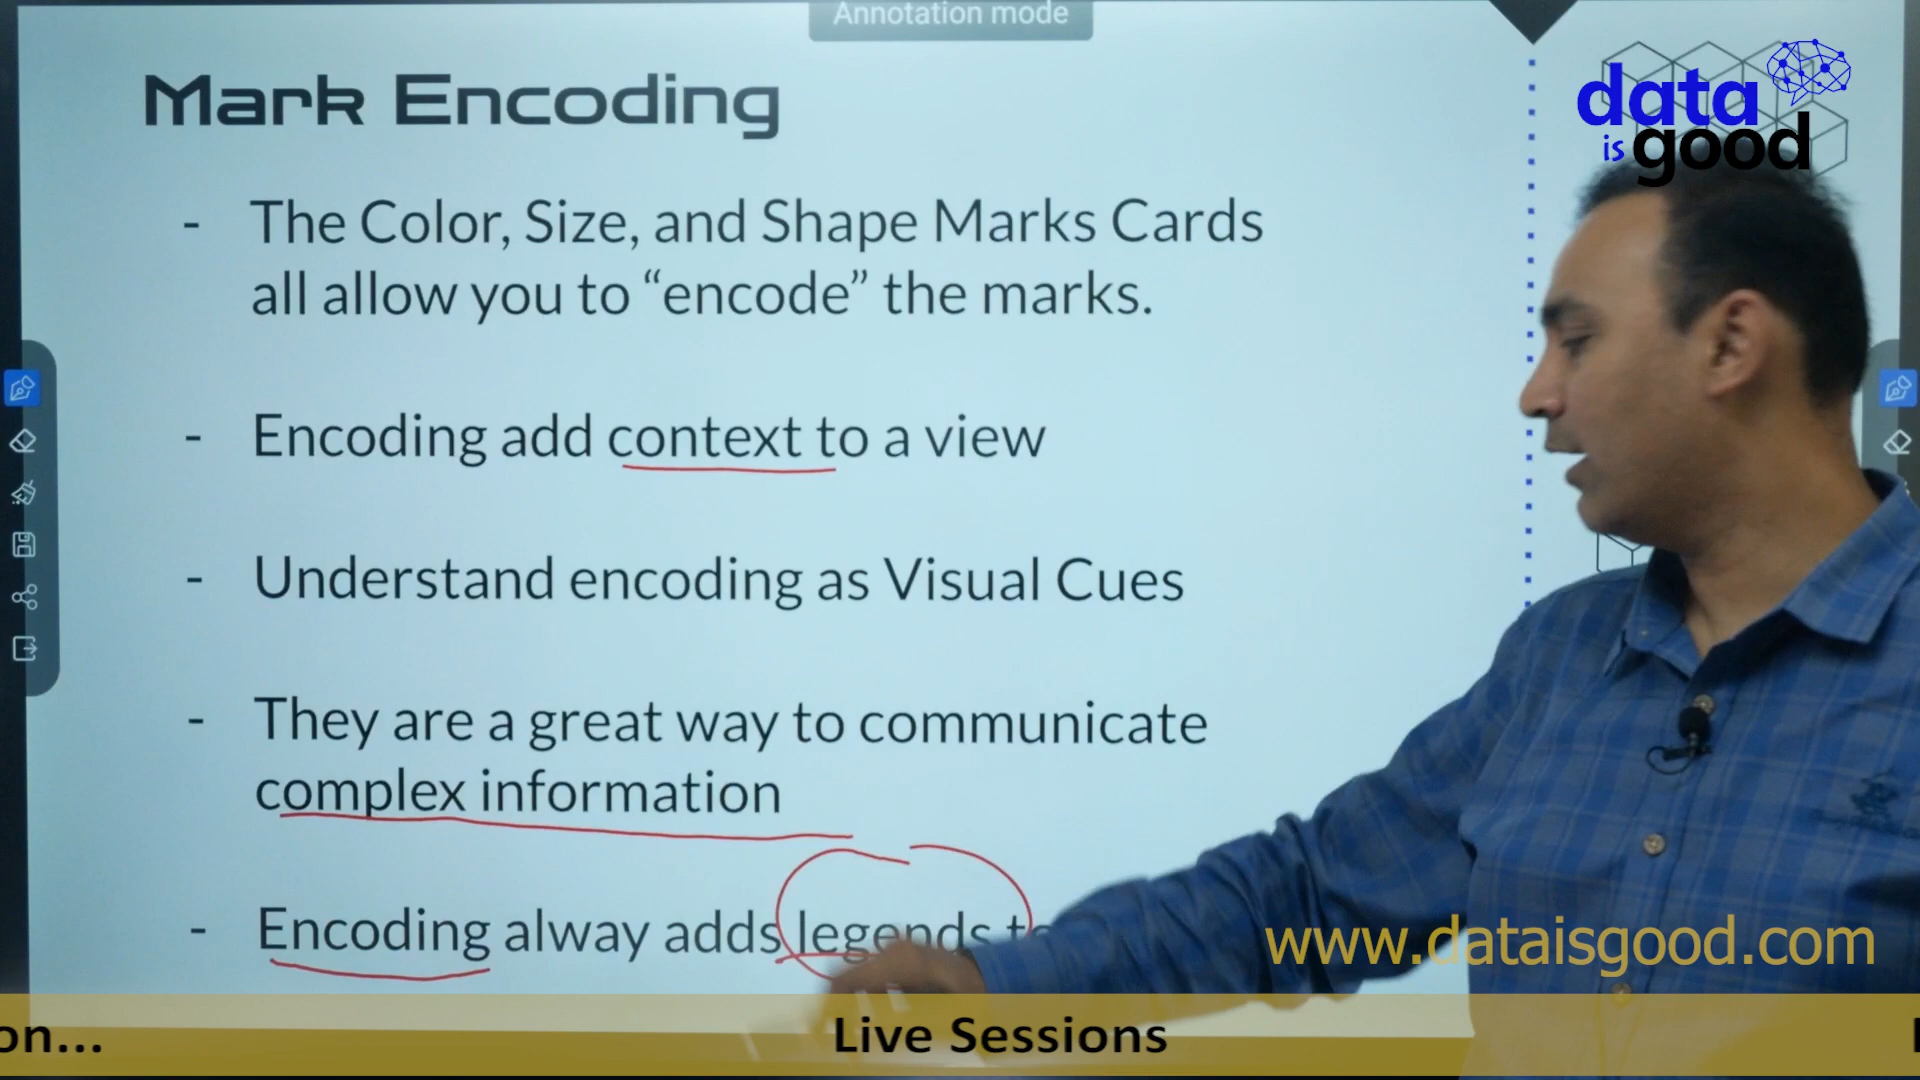 Annotation mode
Mark Encoding
data
is good
- The Color, Size, and Shape Marks Cards
all allow you to “encode” the marks.
- Encoding add context to a view
- Understand encoding as Visual Cues
- They are a great way to communicate
complex information
- Encoding alway adds legends
www.dataisgood.com
on...
Live Sessions